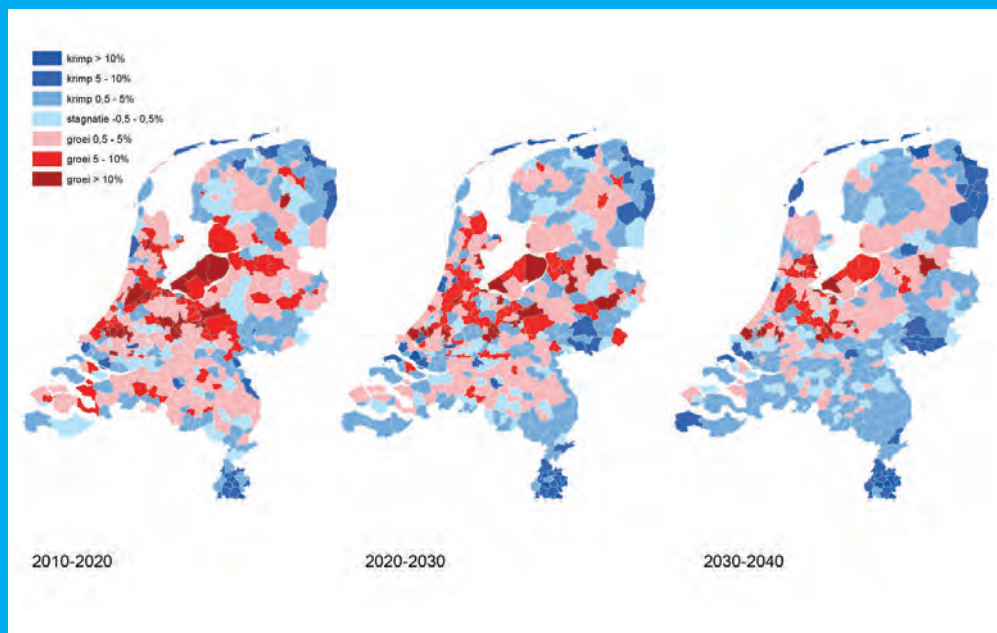 krimp > 10%
krimp 5 - 10%
krimp 0,5 - 5%
stagnatie -0,5 - 0,5%
groei 0,5 - 5%
groei 5 - 10%
groei > 10%
2010-2020
2020-2030
2030-2040